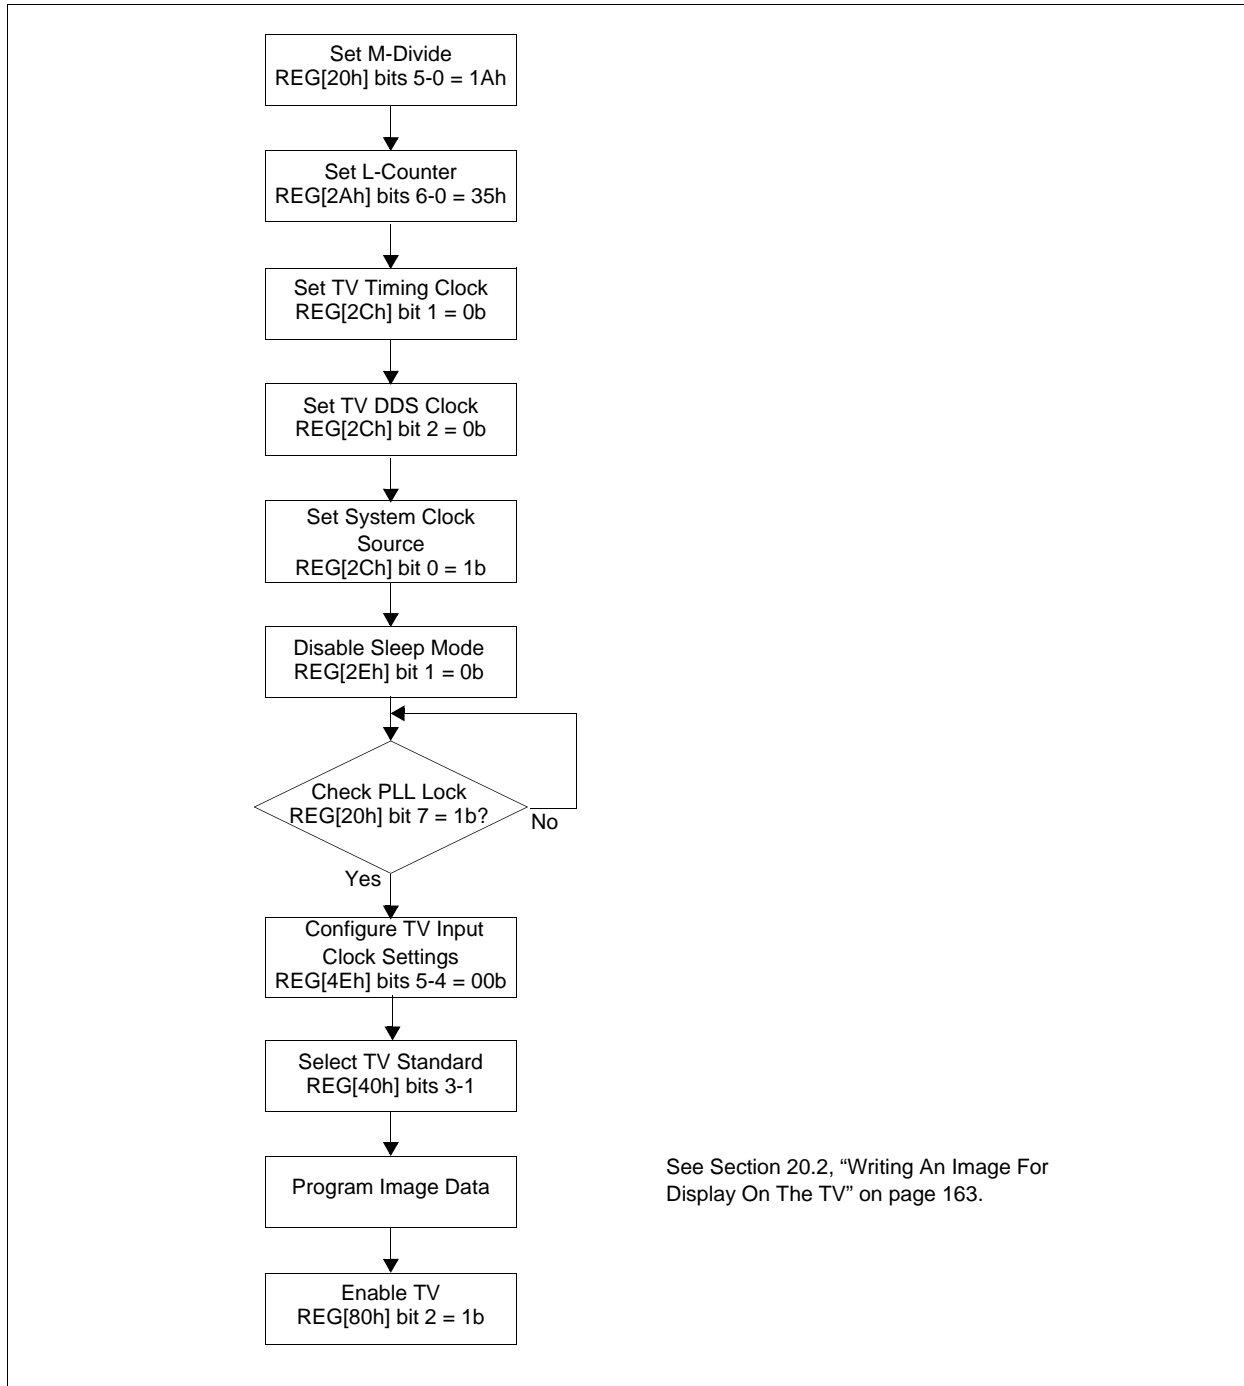 Set M-Divide
REG[20h] bits 5-0 = 1Ah
Set L-Counter
REG[2Ah] bits 6-0 = 35h
Set TV Timing Clock
REG[2Ch] bit 1 = 0b
Set TV DDS Clock
REG[2Ch] bit 2 = 0b
Set System Clock
Source
REG[2Ch] bit 0 = 1b
Disable Sleep Mode
REG[2Eh] bit 1 = 0b
Check PLL Lock
REG[20h] bit 7 = 1b?
No
Yes
Configure TV Input
Clock Settings
REG[4Eh] bits 5-4 = 00b
Select TV Standard
REG[40h] bits 3-1
Program Image Data
See Section 20.2, “Writing An Image For
Display On The TV” on page 163.
Enable TV
REG[80h] bit 2 = 1b